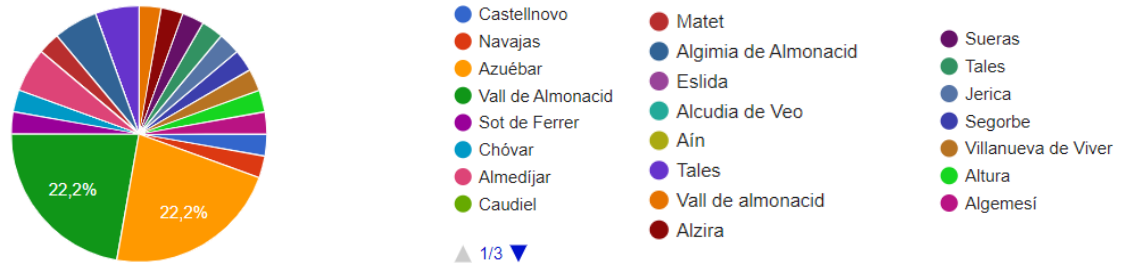 22,2%
22,2%
Castellnovo
Navajas
Azuébar
Vall de Almonacid
Sot de Ferrer
Chóvar
Almedíjar
Caudiel
1/3
Matet
Algimia de Almonacid
Eslida
Alcudia de Veo
Aín
Tales
Vall de almonacid
Alzira
Sueras
Tales
Jerica
Segorbe
Villanueva de Viver
Altura
Algemesí